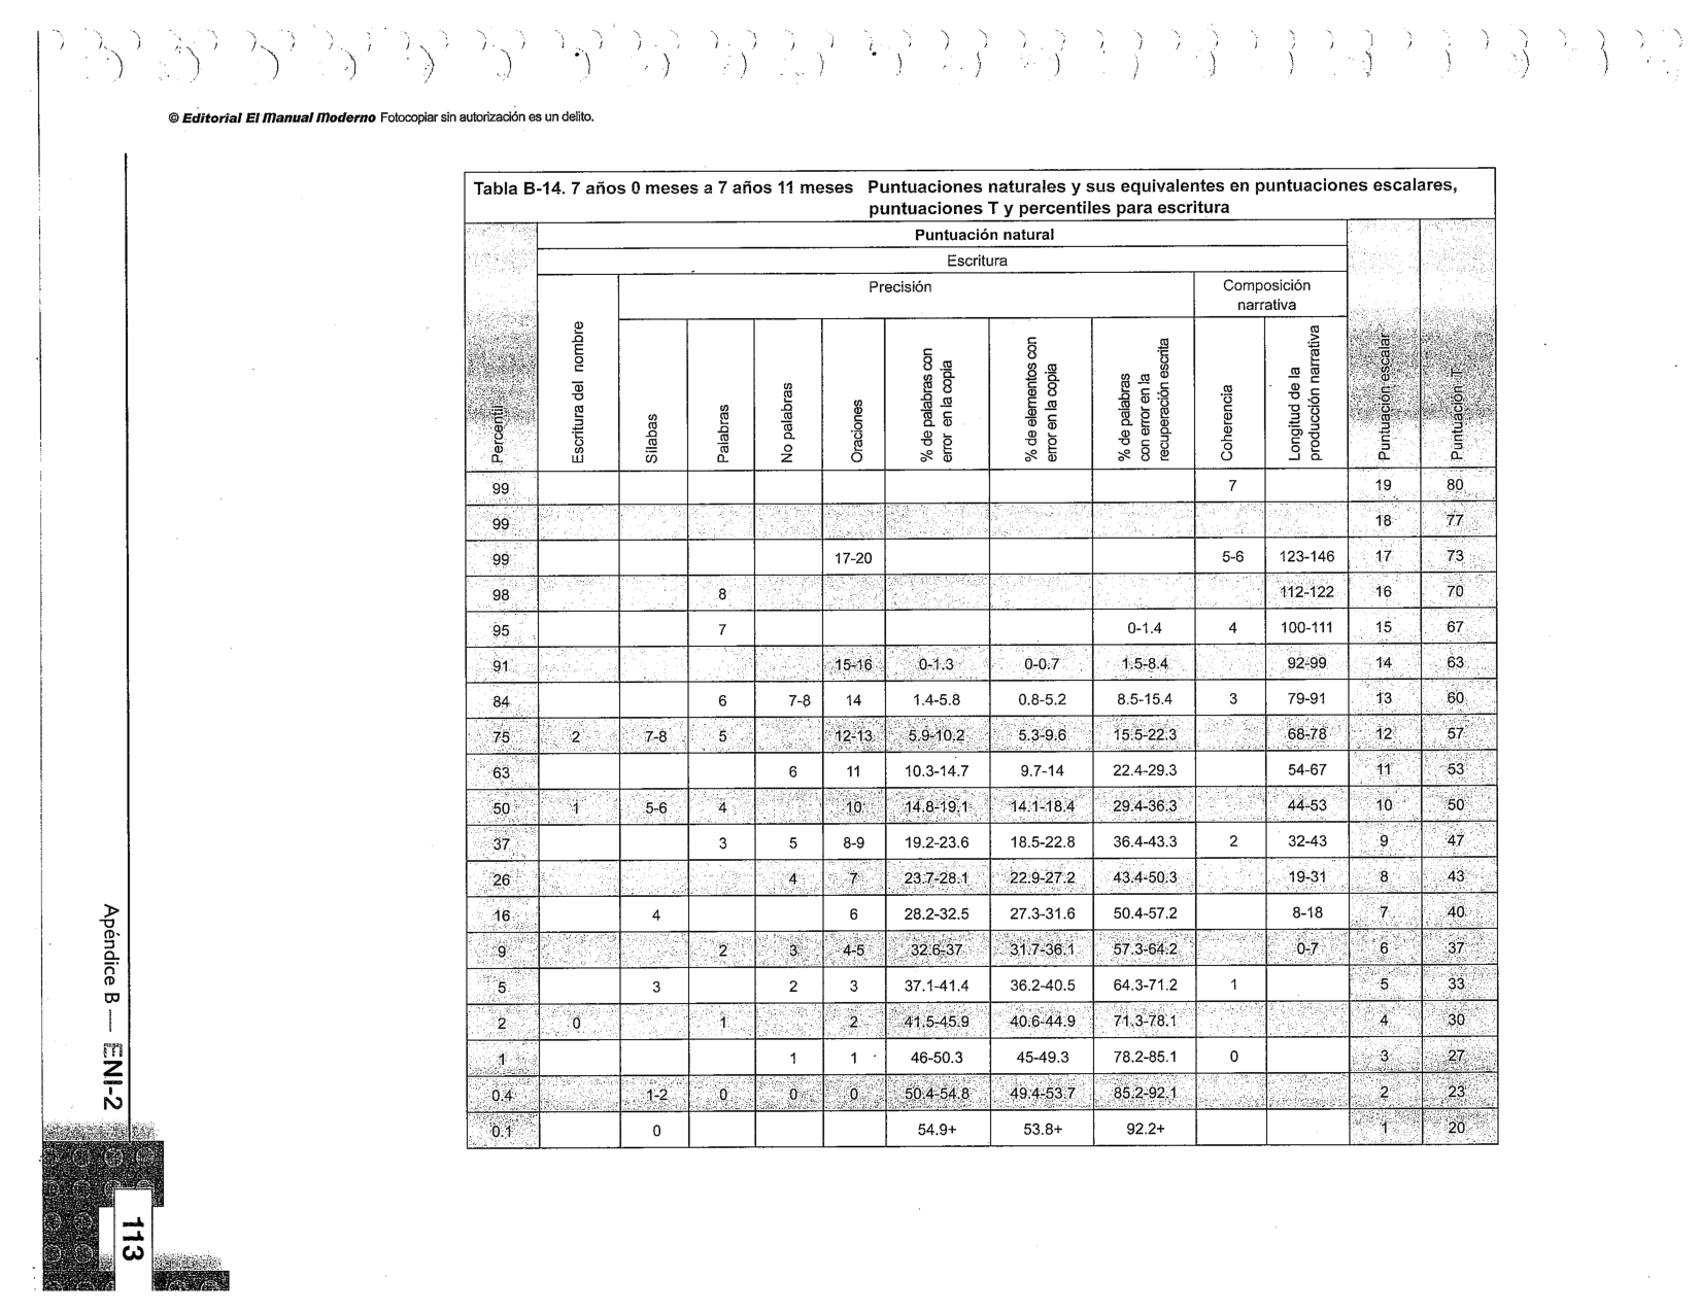 © Editorial El Manual Moderno Fotocopiar sin autorización es un delito.
Tabla B-14. 7 años 0 meses a 7 años 11 meses Puntuaciones naturales y sus equivalentes en puntuaciones escalares,
puntuaciones T y percentiles para escritura
Puntuación natural
Escritura
Precisión
Composición
narrativa
Percentil
Escritura del nombre
Sílabas
Palabras
No palabras
Oraciones
% de palabras con
error en la copia
% de elementos con
error en la copia
% de palabras
con error en la
recuperación escrita
Coherencia
Longitud de la
producción narrativa
Puntuación escalar
Puntuación T
99 7 19 80
99 18 77
99 17-20 5-6 123-146 17 73
98 8 112-122 16 70
95 7 0-1.4 4 100-111 15 67
91 15-16 0-1.3 0-0.7 1.5-8.4 92-99 14 63
84 6 7-8 14 1.4-5.8 0.8-5.2 8.5-15.4 3 79-91 13 60
75 2 7-8 5 12-13 5.9-10.2 5.3-9.6 15.5-22.3 68-78 12 57
63 6 11 10.3-14.7 9.7-14 22.4-29.3 54-67 11 53
50 1 5-6 4 10 14.8-19.1 14.1-18.4 29.4-36.3 44-53 10 50
37 3 5 8-9 19.2-23.6 18.5-22.8 36.4-43.3 2 32-43 9 47
26 4 7 23.7-28.1 22.9-27.2 43.4-50.3 19-31 8 43
16 4 6 28.2-32.5 27.3-31.6 50.4-57.2 8-18 7 40
9 2 3 4-5 32.6-37 31.7-36.1 57.3-64.2 0-7 6 37
5 3 2 3 37.1-41.4 36.2-40.5 64.3-71.2 1 5 33
2 0 1 2 41.5-45.9 40.6-44.9 71.3-78.1 4 30
1 1 1 46-50.3 45-49.3 78.2-85.1 0 3 27
0.4 1-2 0 0 0 50.4-54.8 49.4-53.7 85.2-92.1 2 23
0.1 0 54.9+ 53.8+ 92.2+ 1 20
Apéndice B — ENI-2
113